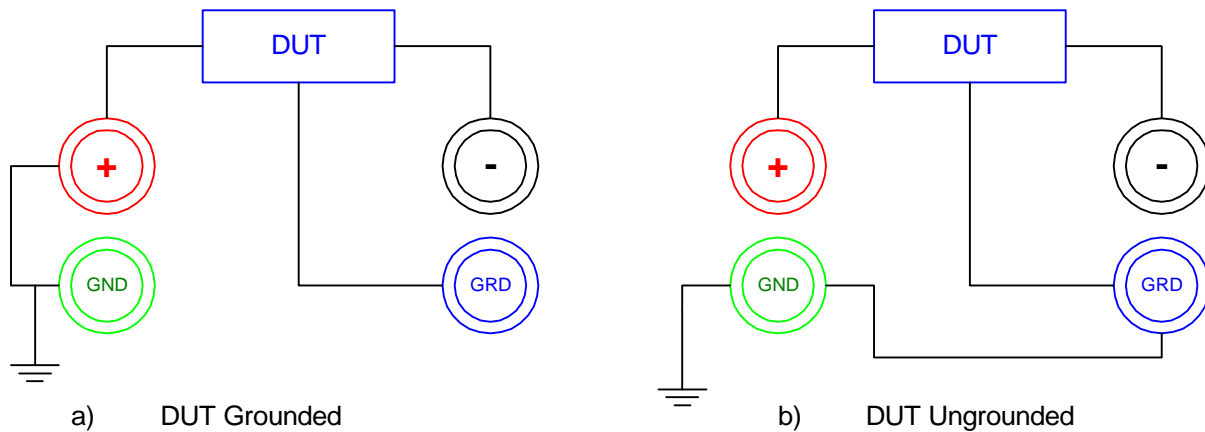 DUT
+
-
GND
GRD
a) DUT Grounded
DUT
+
-
GND
GRD
b) DUT Ungrounded